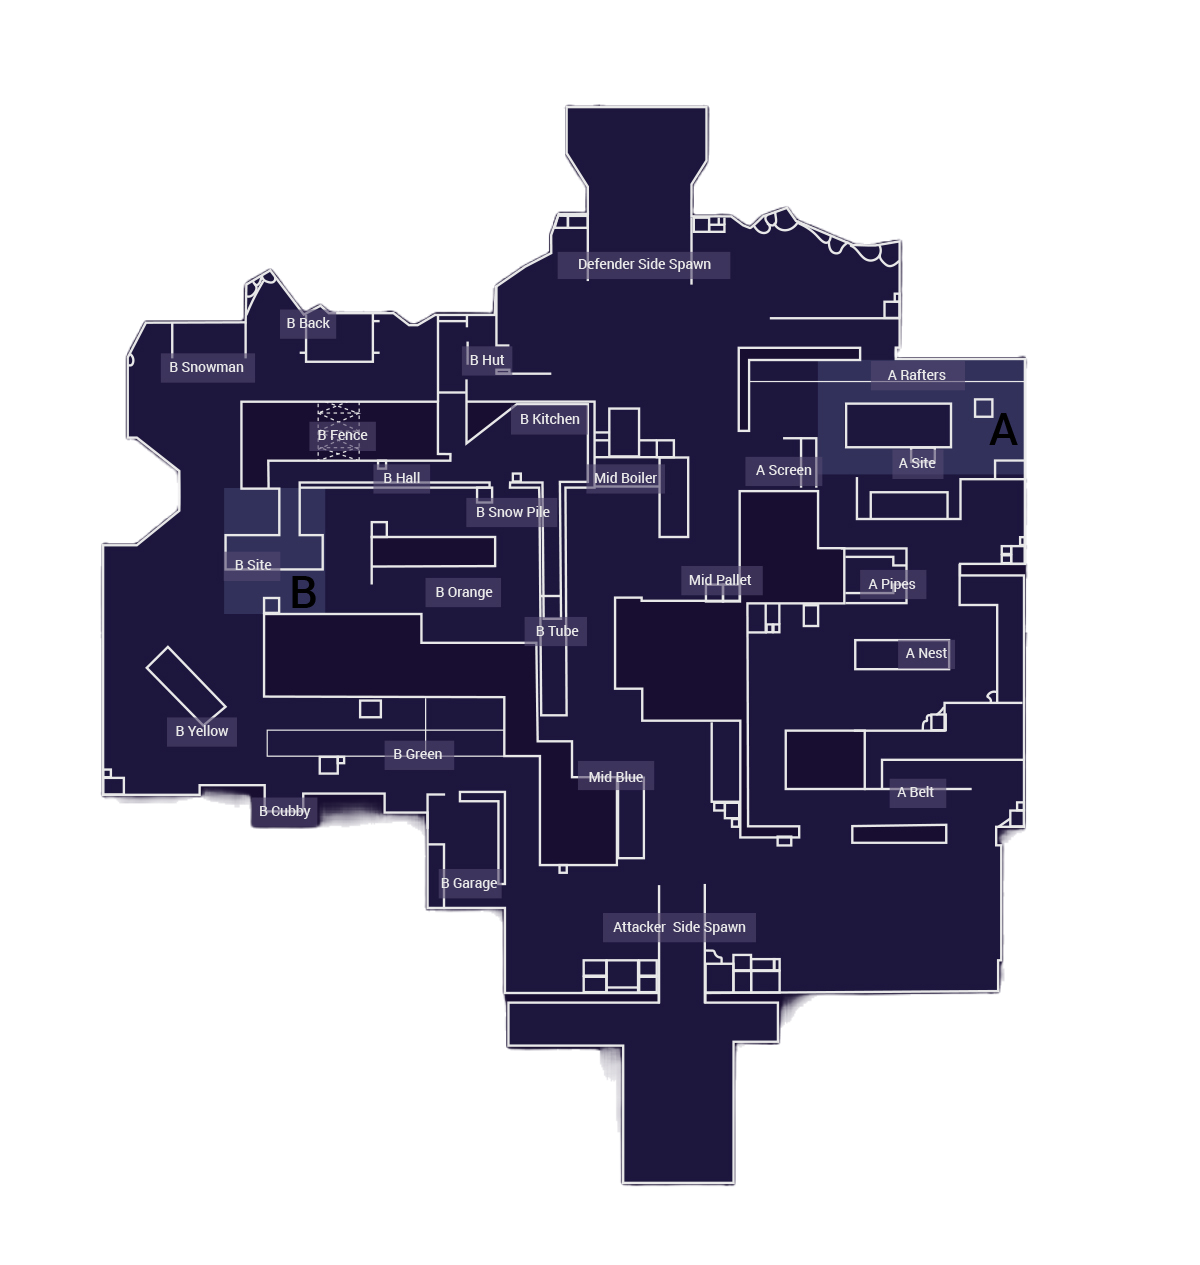 Defender Side Spawn
B Back
B Snowman
B Hut
A Rafters
B Kitchen
A
B Fence
A Site
A Screen
B Hall
Mid Boiler
B Snow Pile
B Site
Mid Pallet
A Pipes
B
B Orange
B Tube
A Nest
B Yellow
B Green
Mid Blue
A Belt
B Cubby
B Garage
Attacker Side Spawn